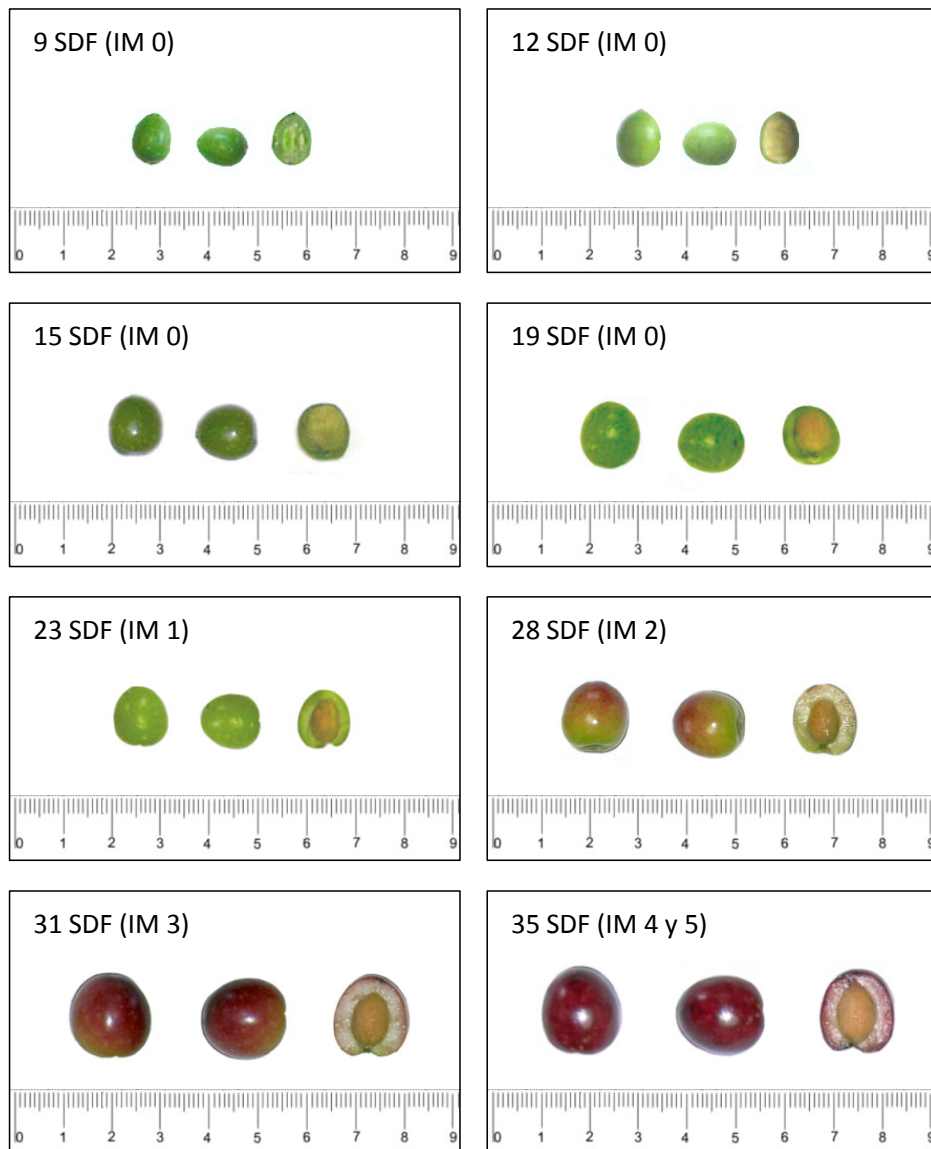 9 SDF (IM 0)
0 1 2 3 4 5 6 7 8 9
12 SDF (IM 0)
0 1 2 3 4 5 6 7 8 9
15 SDF (IM 0)
0 1 2 3 4 5 6 7 8 9
19 SDF (IM 0)
0 1 2 3 4 5 6 7 8 9
23 SDF (IM 1)
0 1 2 3 4 5 6 7 8 9
28 SDF (IM 2)
0 1 2 3 4 5 6 7 8 9
31 SDF (IM 3)
0 1 2 3 4 5 6 7 8 9
35 SDF (IM 4 y 5)
0 1 2 3 4 5 6 7 8 9